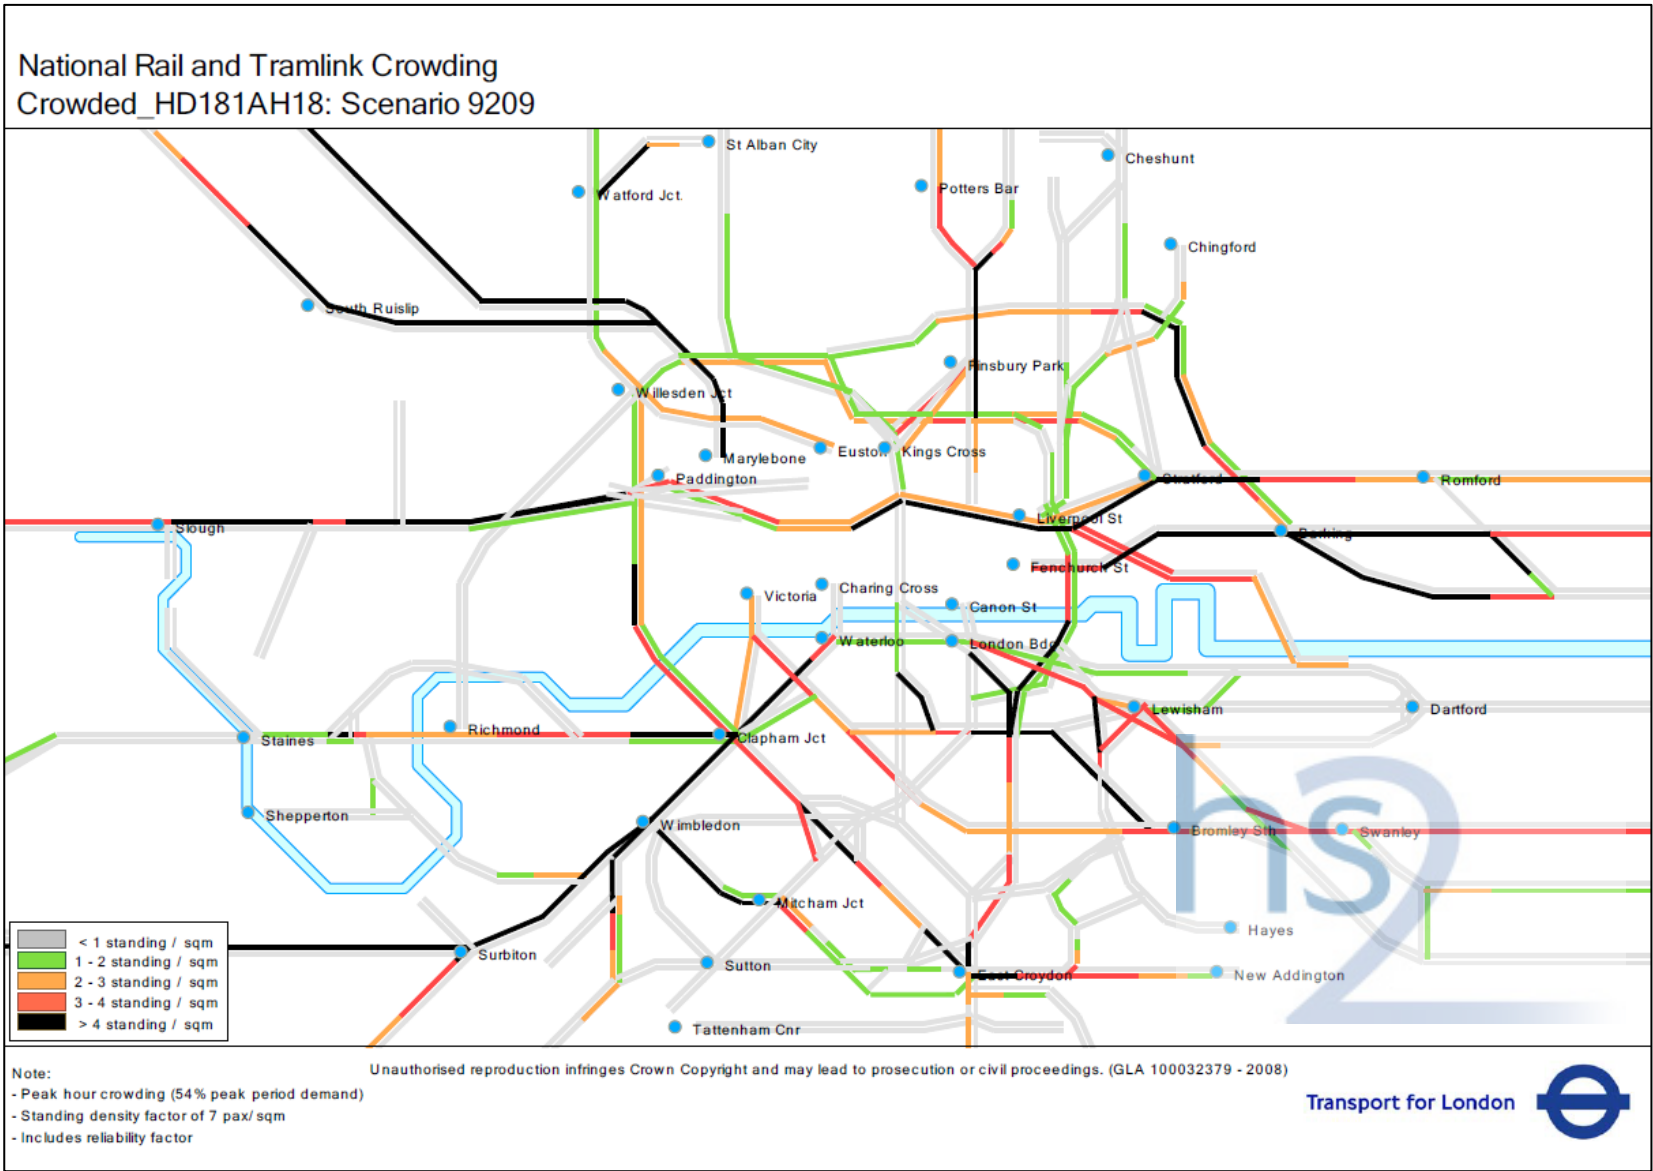 National Rail and Tramlink Crowding
Crowded_HD181AH18: Scenario 9209
St Alban City
Cheshunt
Watford Jct.
Potters Bar
Chingford
South Ruislip
Finsbury Park
Willesden Jct
Marylebone
Euston
Kings Cross
Paddington
Stratford
Romford
Slough
Liverpool St
Barking
Fenchurch St
Victoria
Charing Cross
Canon St
Waterloo
London Bdg
Lewisham
Dartford
Staines
Richmond
Clapham Jct
Shepperton
Wimbledon
Bromley Sth
Swanley
hs2
Mitcham Jct
Hayes
Surbiton
Sutton
East Croydon
New Addington
Tattenham Cnr
< 1 standing / sqm
1 - 2 standing / sqm
2 - 3 standing / sqm
3 - 4 standing / sqm
> 4 standing / sqm
Note:
- Peak hour crowding (54% peak period demand)
- Standing density factor of 7 pax/ sqm
- Includes reliability factor
Unauthorised reproduction infringes Crown Copyright and may lead to prosecution or civil proceedings. (GLA 100032379 - 2008)
Transport for London